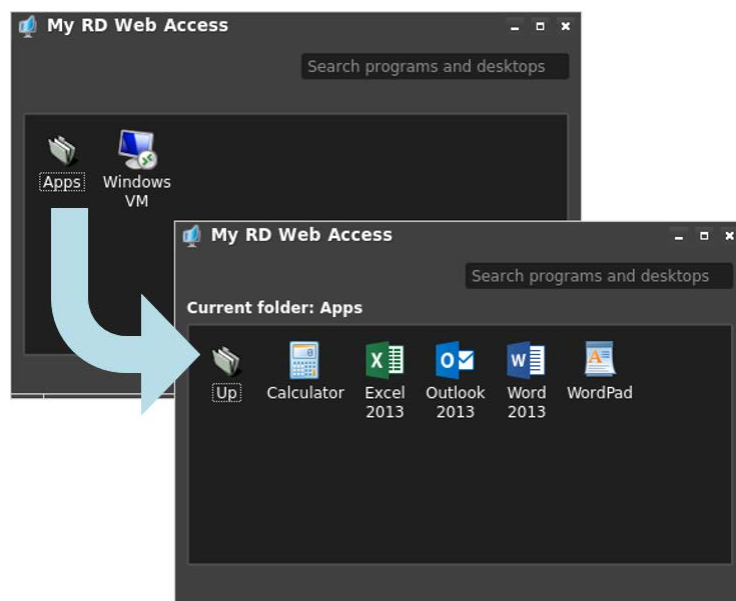 My RD Web Access
Search programs and desktops
Apps
Windows
VM
My RD Web Access
Search programs and desktops
Current folder: Apps
Up
Calculator
Excel
2013
Outlook
2013
Word
2013
WordPad